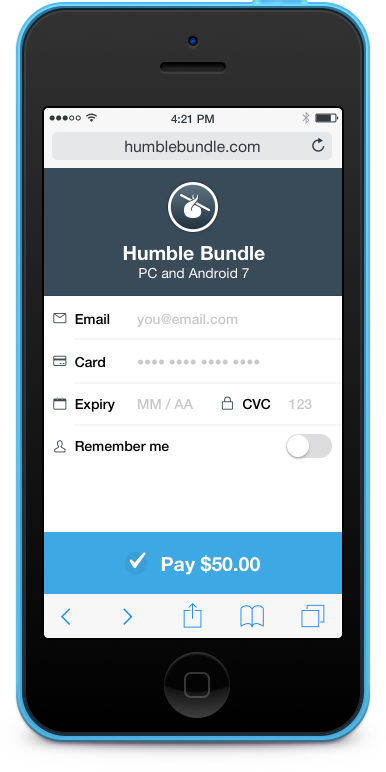 4:21 PM
humblebundle.com
Humble Bundle
PC and Android 7
Email you@email.com
Card •••• •••• •••• ••••
Expiry MM / AA CVC 123
Remember me
Pay $50.00